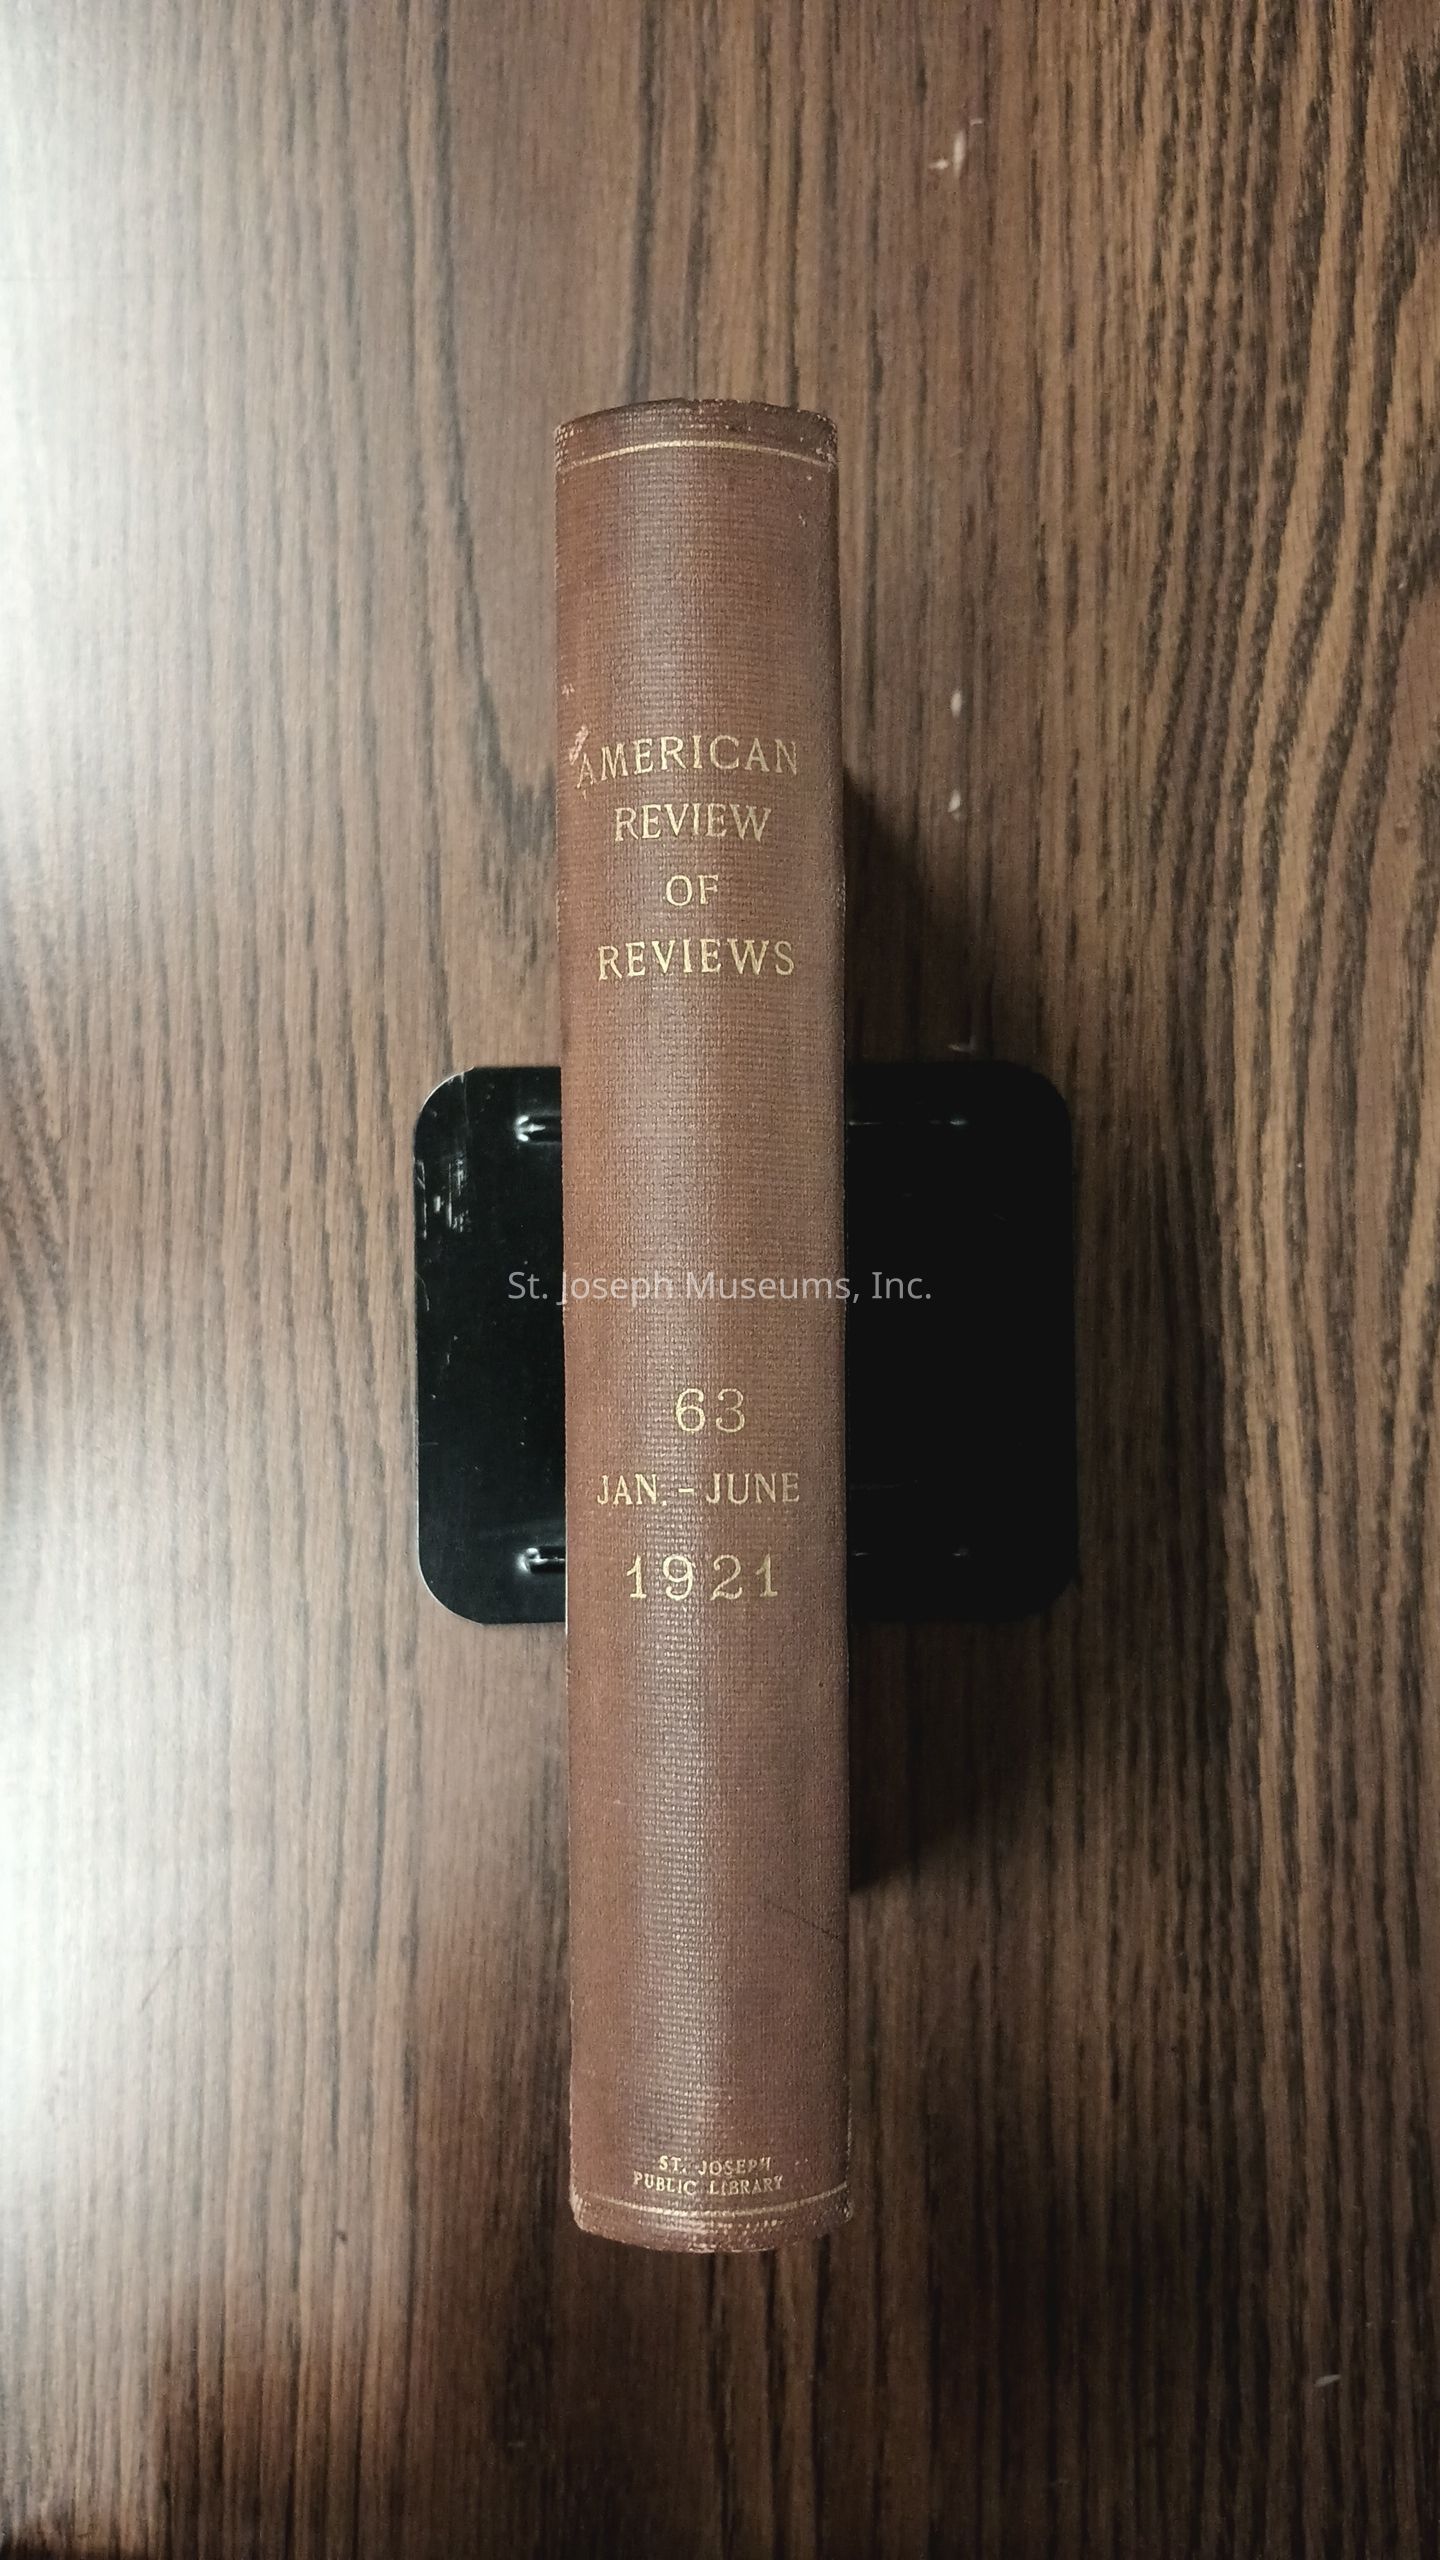 AMERICAN
REVIEW
OF
REVIEWS
St. Joseph Museums, Inc.
63
JAN. - JUNE
1921
ST. JOSEPH
PUBLIC LIBRARY